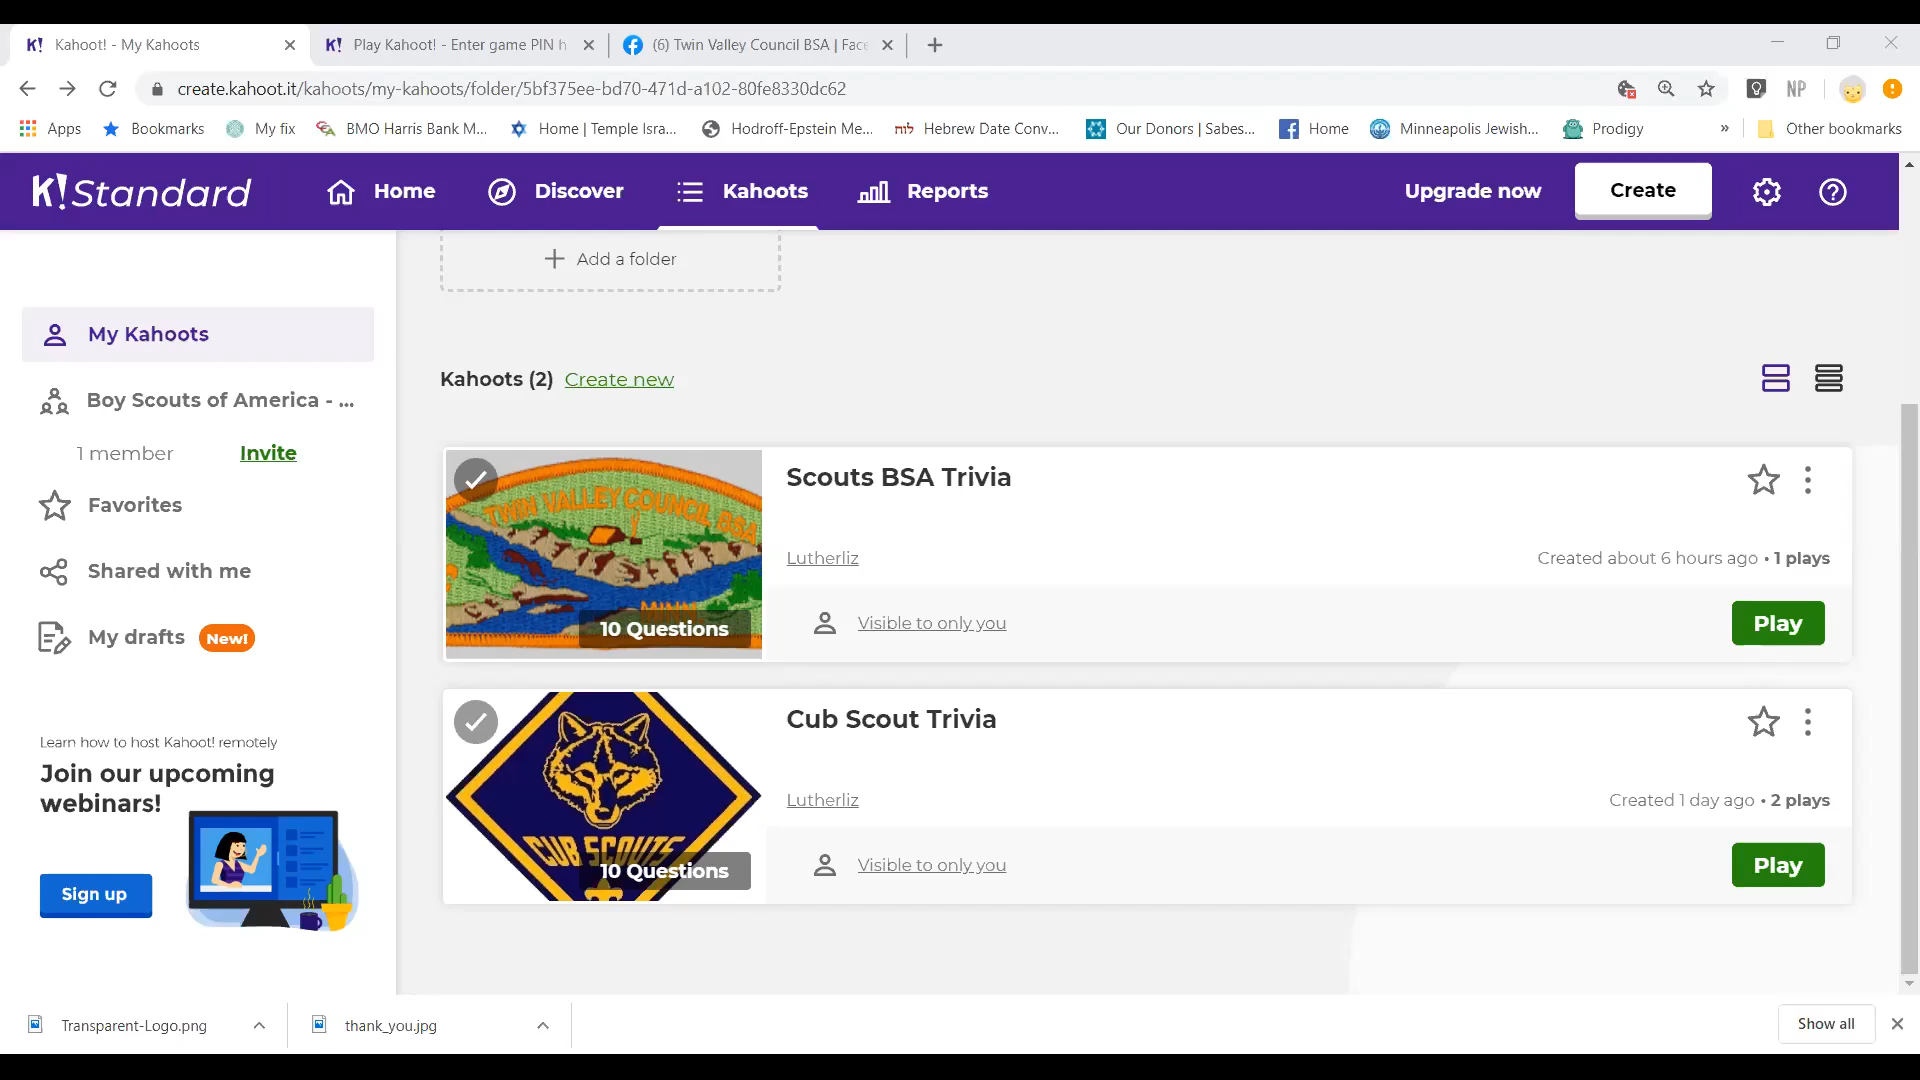 K! Kahoot! - My Kahoots
K! Play Kahoot! - Enter game PIN h
(6) Twin Valley Council BSA | Face
create.kahoot.it/kahoots/my-kahoots/folder/5bf375ee-bd70-471d-a102-80fe8330dc62
NP
Apps
Bookmarks
My fix
BMO Harris Bank M...
Home | Temple Isra...
Hodroff-Epstein Me...
Hebrew Date Conv...
Our Donors | Sabes...
Home
Minneapolis Jewish...
Prodigy
»
Other bookmarks
K! Standard
Home
Discover
Kahoots
Reports
Upgrade now
Create
+ Add a folder
My Kahoots
Boy Scouts of America - ...
1 member
Invite
Favorites
Shared with me
My drafts
New!
Learn how to host Kahoot! remotely
Join our upcoming
webinars!
Sign up
Kahoots (2)
Create new
TWIN VALLEY COUNCIL BSA
MINN
10 Questions
Scouts BSA Trivia
Lutherliz
Created about 6 hours ago • 1 plays
Visible to only you
Play
CUB SCOUTS
10 Questions
Cub Scout Trivia
Lutherliz
Created 1 day ago • 2 plays
Visible to only you
Play
Transparent-Logo.png
thank_you.jpg
Show all